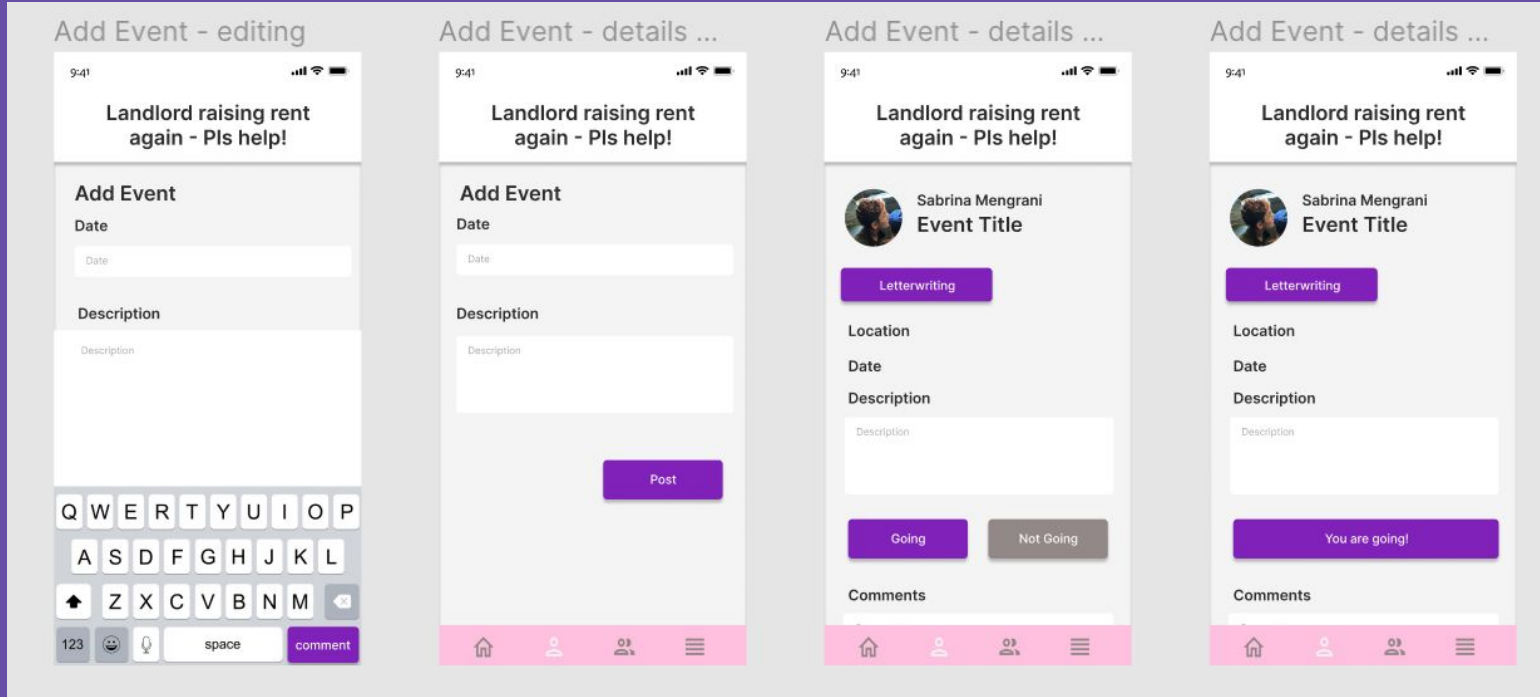 Add Event - editing
9:41
Landlord raising rent
again - Pls help!
Add Event
Date
Date
Description
Description
Q W E R T Y U I O P
A S D F G H J K L
Z X C V B N M
123 space comment
Add Event - details ...
9:41
Landlord raising rent
again - Pls help!
Add Event
Date
Date
Description
Description
Post
Add Event - details ...
9:41
Landlord raising rent
again - Pls help!
Sabrina Mengrani
Event Title
Letterwriting
Location
Date
Description
Description
Going Not Going
Comments
Add Event - details ...
9:41
Landlord raising rent
again - Pls help!
Sabrina Mengrani
Event Title
Letterwriting
Location
Date
Description
Description
You are going!
Comments